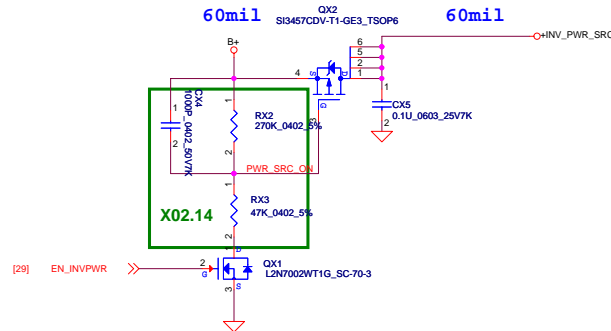 60mil
QX2
SI3457CDV-T1-GE3_TSOP6
60mil
B+
+INV_PWR_SRC
6
5
2
1
4
S
D
G
3
1
CX4
1000P_0402_50V7K
2
1
RX2
270K_0402_5%
2
1
CX5
0.1U_0603_25V7K
2
PWR_SRC_ON
1
RX3
47K_0402_5%
2
X02.14
1
D
QX1
L2N7002WT1G_SC-70-3
[29]
EN_INVPWR
2
G
S
3